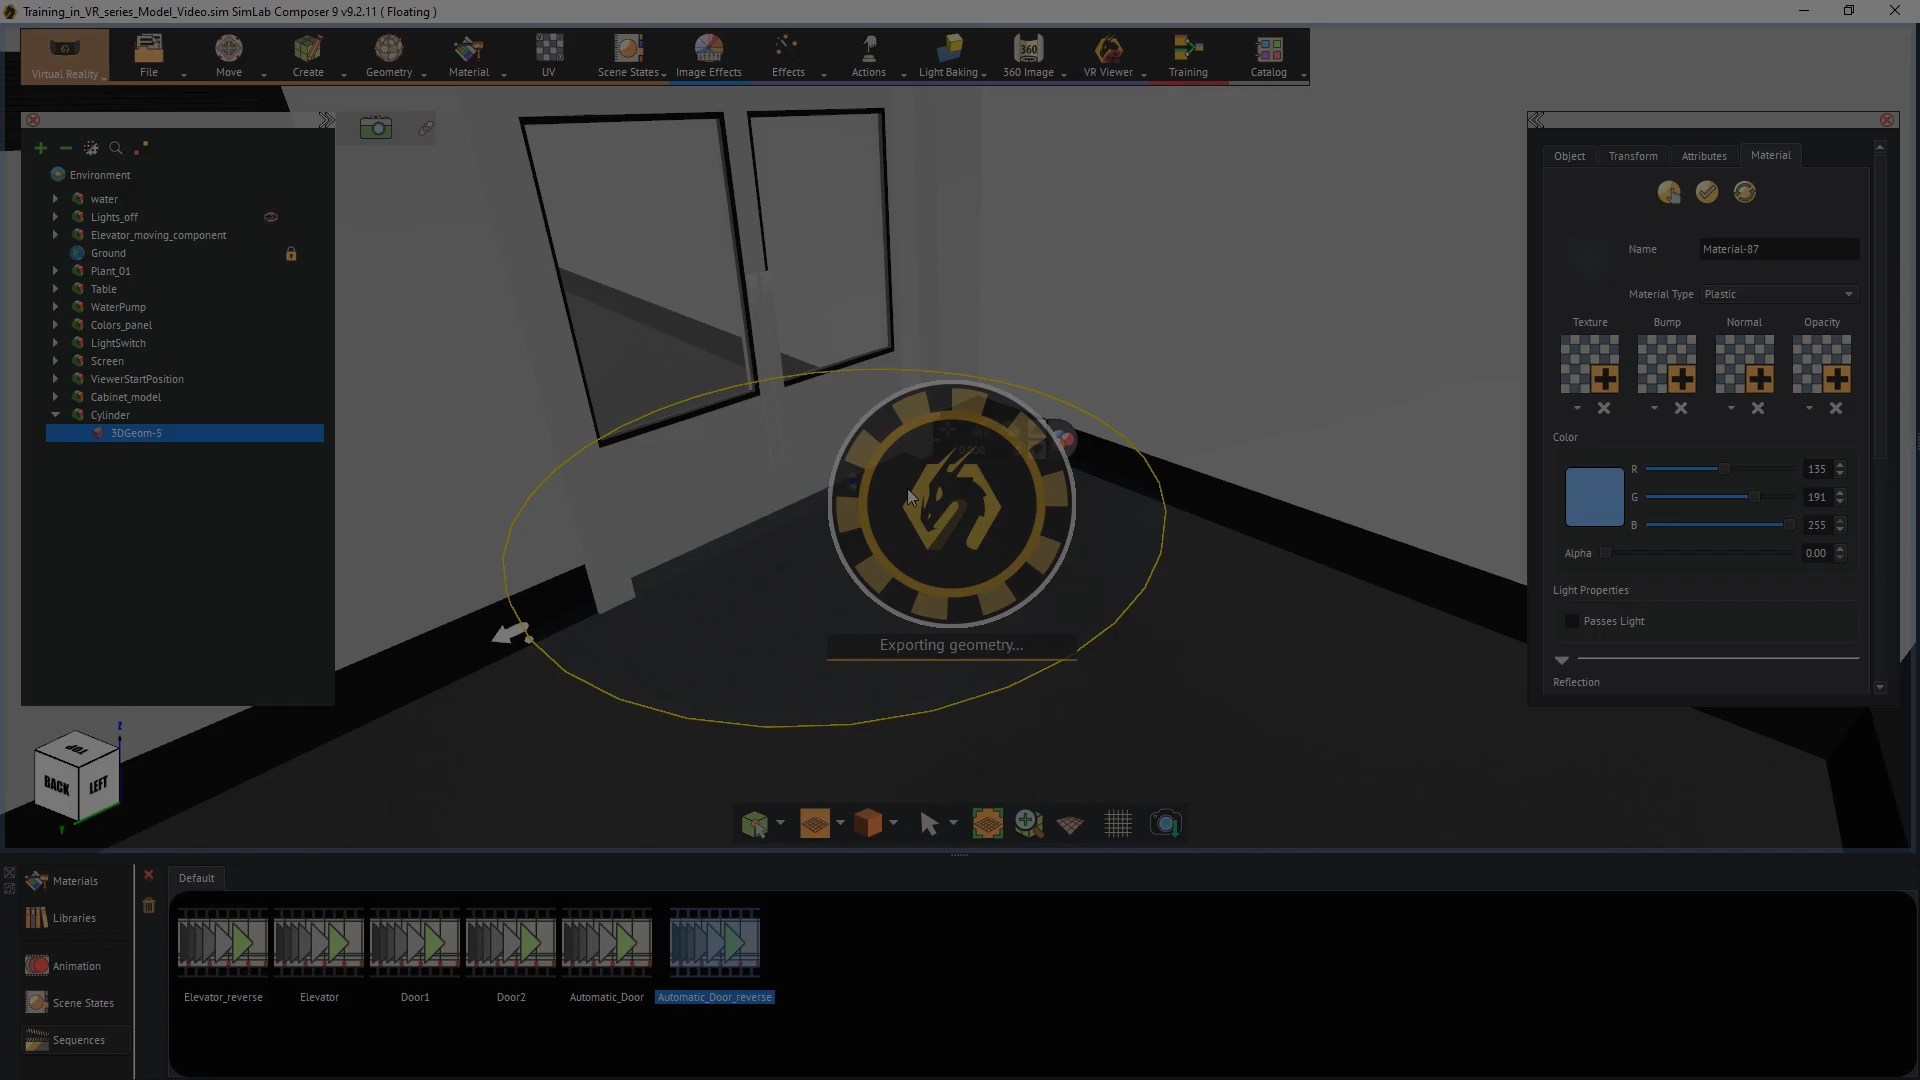 Training_in_VR_series_Model_Video.sim SimLab Composer 9 v9.2.11 ( Floating )
Virtual Reality
File
Move
Create
Geometry
Material
UV
Scene States
Image Effects
Effects
Actions
Light Baking
360 Image
VR Viewer
Training
Catalog
360
Environment
water
Lights_off
Elevator_moving_component
Ground
Plant_01
Table
WaterPump
Colors_panel
LightSwitch
Screen
ViewerStartPosition
Cabinet_model
Cylinder
3DGeom-5
Object
Transform
Attributes
Material
Name
Material-87
Material Type
Plastic
Texture
Bump
Normal
Opacity
Color
R
135
G
191
B
255
Alpha
0.00
Light Properties
Passes Light
Reflection
0.000
Exporting geometry...
z
TOP
BACK
LEFT
Y
Materials
Libraries
Animation
Scene States
Sequences
Default
Elevator_reverse
Elevator
Door1
Door2
Automatic_Door
Automatic_Door_reverse